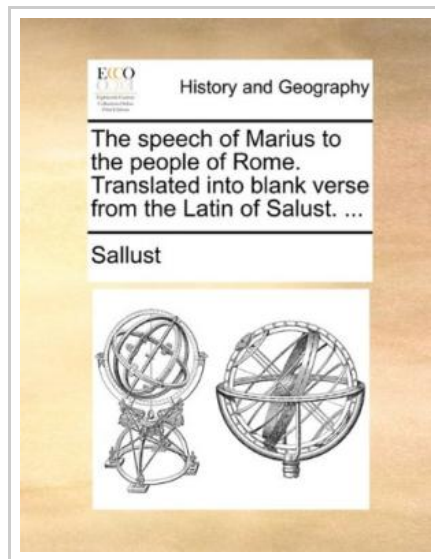 ECCO
History and Geography
The speech of Marius to
the people of Rome.
Translated into blank verse
from the Latin of Salust. ...
Sallust